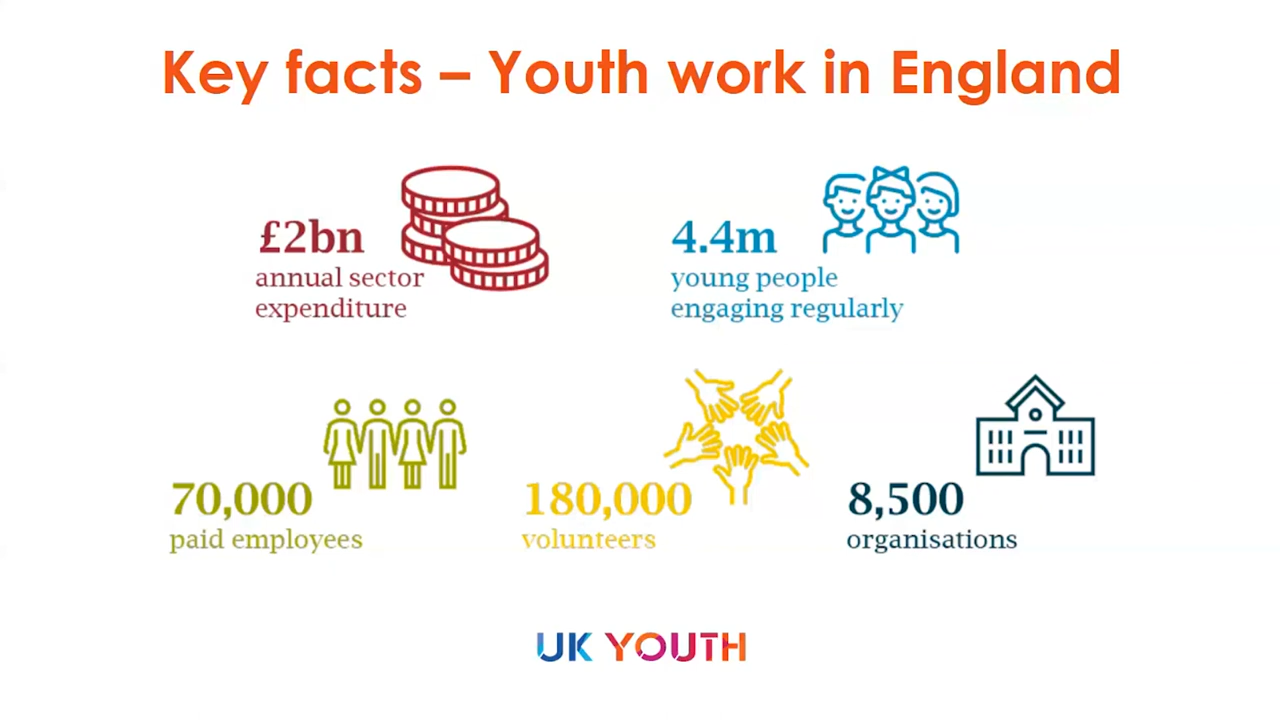 Key facts – Youth work in England
£2bn
annual sector
expenditure
4.4m
young people
engaging regularly
70,000
paid employees
180,000
volunteers
8,500
organisations
UK YOUTH